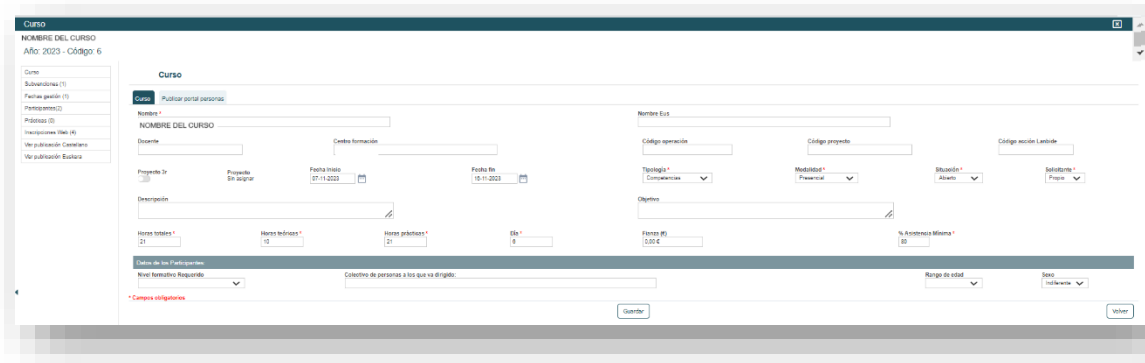 Curso
NOMBRE DEL CURSO
Año: 2023 - Código: 6
Curso
Subvenciones (1)
Fechas gestión (1)
Participantes(2)
Prácticas (0)
Inscripciones Web (4)
Ver publicación Castellano
Ver publicación Euskara
Curso
Curso Publicar portal personas
Nombre * Nombre Eus
NOMBRE DEL CURSO
Docente Centro formación Código operación Código proyecto Código acción Lanbide
Proyecto 3r Proyecto Fecha Inicio Fecha fin Tipología * Modalidad * Situación * Solicitante *
Sin asignar 07-11-2023 15-11-2023 Competencias Presencial Abierto Propio
Descripción Objetivo
Horas totales * Horas teóricas * Horas prácticas * Día * Fianza (€) % Asistencia Mínima *
21 10 21 6 0,00 € 80
Datos de los Participantes
Nivel formativo Requerido Colectivo de personas a los que va dirigido: Rango de edad Sexo
Indiferente
* Campos obligatorios
Guardar Volver